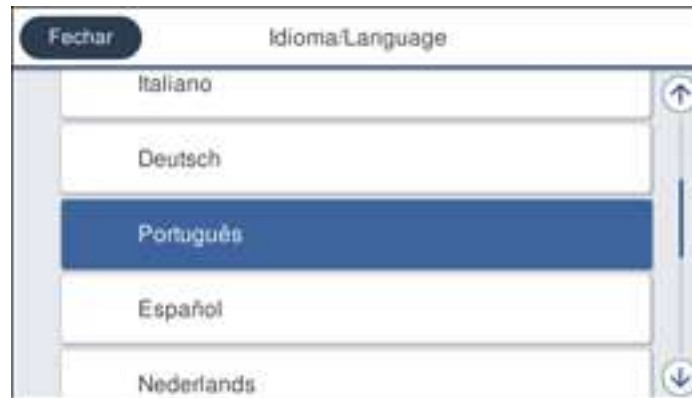 Fechar
Idioma/Language
Italiano
Deutsch
Português
Español
Nederlands